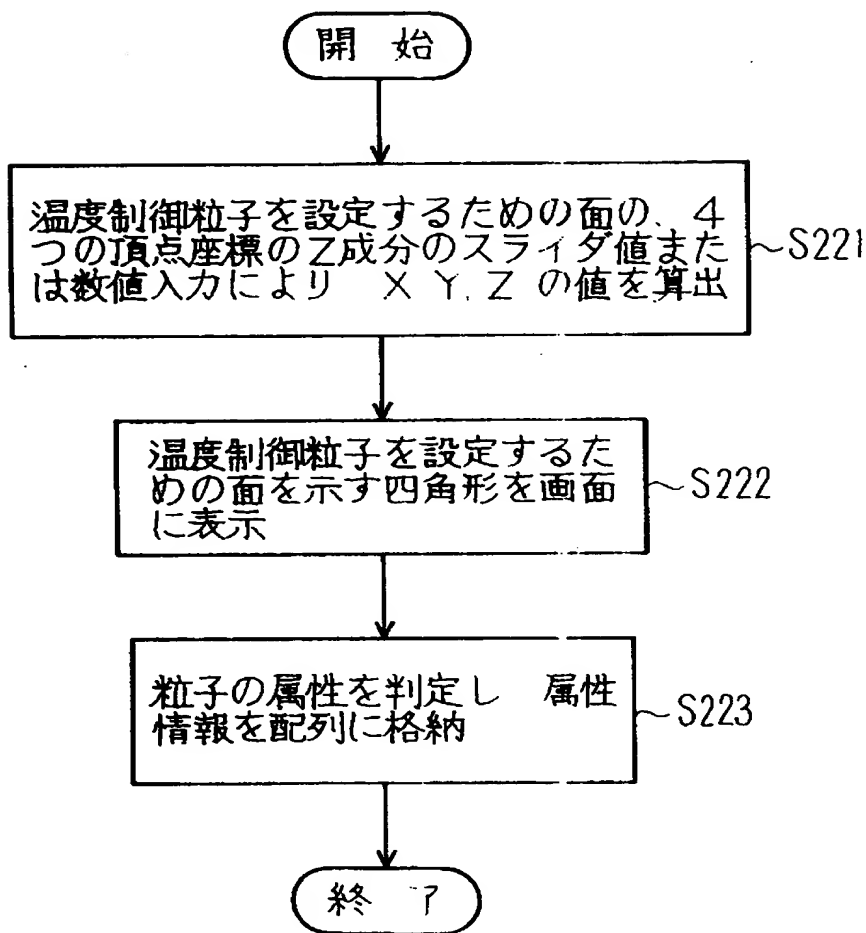 開 始
温度制御粒子を設定するための面の、4
つの頂点座標のZ成分のスライダ値また
は数値入力により X Y, Z の値を算出
S221
温度制御粒子を設定するた
めの面を示す四角形を画面
に表示
S222
粒子の属性を判定し 属性
情報を配列に格納
S223
終 了